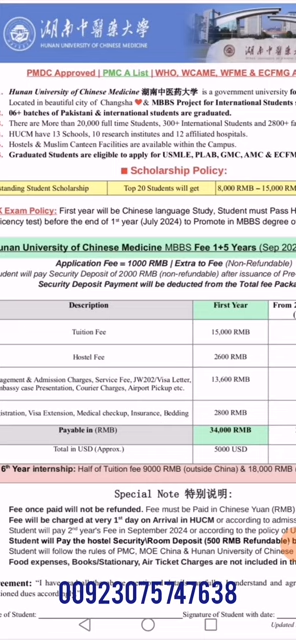 湖南中醫藥大學
HUNAN UNIVERSITY OF CHINESE MEDICINE
PMDC Approved | PMC A List | WHO, WCAME, WFME & ECFMG A
Hunan University of Chinese Medicine 湖南中医药大学 is a government university fo
Located in beautiful city of Changsha ❤️& MBBS Project for International Students s
06+ batches of Pakistani & international students are graduated.
There are More than 20,000 full time Students, 300+ International Students and 2800+ fa
HUCM have 13 Schools, 10 research institutes and 12 affiliated hospitals.
Hostels & Muslim Canteen Facilities are available within the Campus.
Graduated Students are eligible to apply for USMLE, PLAB, GMC, AMC & ECFM
■ Scholarship Policy:
standing Student Scholarship Top 20 Students will get 8,000 RMB – 15,000 RM
K Exam Policy: First year will be Chinese language Study, Student must Pass H
iciency test) before the end of 1st year (July 2024) to Promote in MBBS degree o
unan University of Chinese Medicine MBBS Fee 1+5 Years (Sep 202
Application Fee = 1000 RMB | Extra to Fee (Non-Refundable)
udent will pay Security Deposit of 2000 RMB (non-refundable) after issuance of Pre-
Security Deposit Payment will be deducted from the Total fee Packa
Description First Year From 2
Tuition Fee 15,000 RMB
Hostel Fee 2600 RMB
agement & Admission Charges, Service Fee, JW202/Visa Letter, 13,600 RMB
mbassy case Presentation, Courier Charges, Airport Pickup etc.
istration, Visa Extension, Medical checkup, Insurance, Bedding 2800 RMB
Payable in (RMB) 34,000 RMB
Total in USD (Approx.) 5000 USD
6th Year internship: Half of Tuition fee 9000 RMB (outside China) & 18,000 RMB
Special Note 特别说明:
Fee once paid will not be refunded. Fee must be Paid in Chinese Yuan (RMB)
Fee will be charged at very 1st day on Arrival in HUCM or according to admiss
Student will pay 2nd year's Fee in September 2024 or according to the policy of U
Student will Pay the hostel Security\Room Deposit (500 RMB Refundable) b
Student will follow the rules of PMC, MOE China & Hunan University of Chinese
Food expenses, Books/Stationary, Air Ticket Charges are not included in th
reement: "I
and agree
ioned dues accordingly."
00923075747638
e of Student: Signature of Student with date:
Updated